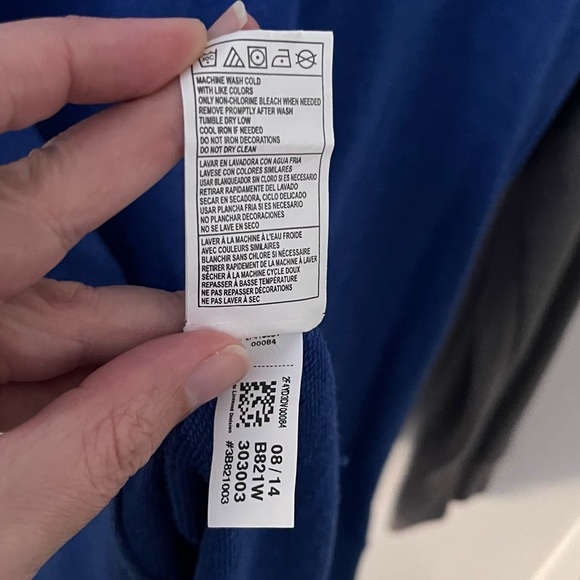 MACHINE WASH COLD
WITH LIKE COLORS
ONLY NON-CHLORINE BLEACH WHEN NEEDED
REMOVE PROMPTLY AFTER WASH
TUMBLE DRY LOW
COOL IRON IF NEEDED
DO NOT IRON DECORATIONS
DO NOT DRY CLEAN
LAVAR EN LAVADORA CON AGUA FRIA
LAVESE CON COLORES SIMILARES
USAR BLANQUEADOR SIN CLORO SI ES NECESARIO
RETIRAR RAPIDAMENTE DEL LAVADO
SECAR EN SECADORA, CICLO DELICADO
USAR PLANCHA FRIA SI ES NECESARIO
NO PLANCHAR DECORACIONES
NO SE LAVE EN SECO
LAVER À LA MACHINE À L'EAU FROIDE
AVEC COULEURS SIMILAIRES
BLANCHIR SANS CHLORE SI NÉCESSAIRE
RETIRER RAPIDEMENT DE LA MACHINE À LAVER
SÉCHER À LA MACHINE CYCLE DOUX
REPASSER À BASSE TEMPÉRATURE
NE PAS REPASSER DÉCORATIONS
NE PAS LAVER À SEC
00084
08/14
B821W
303003
#3B821003